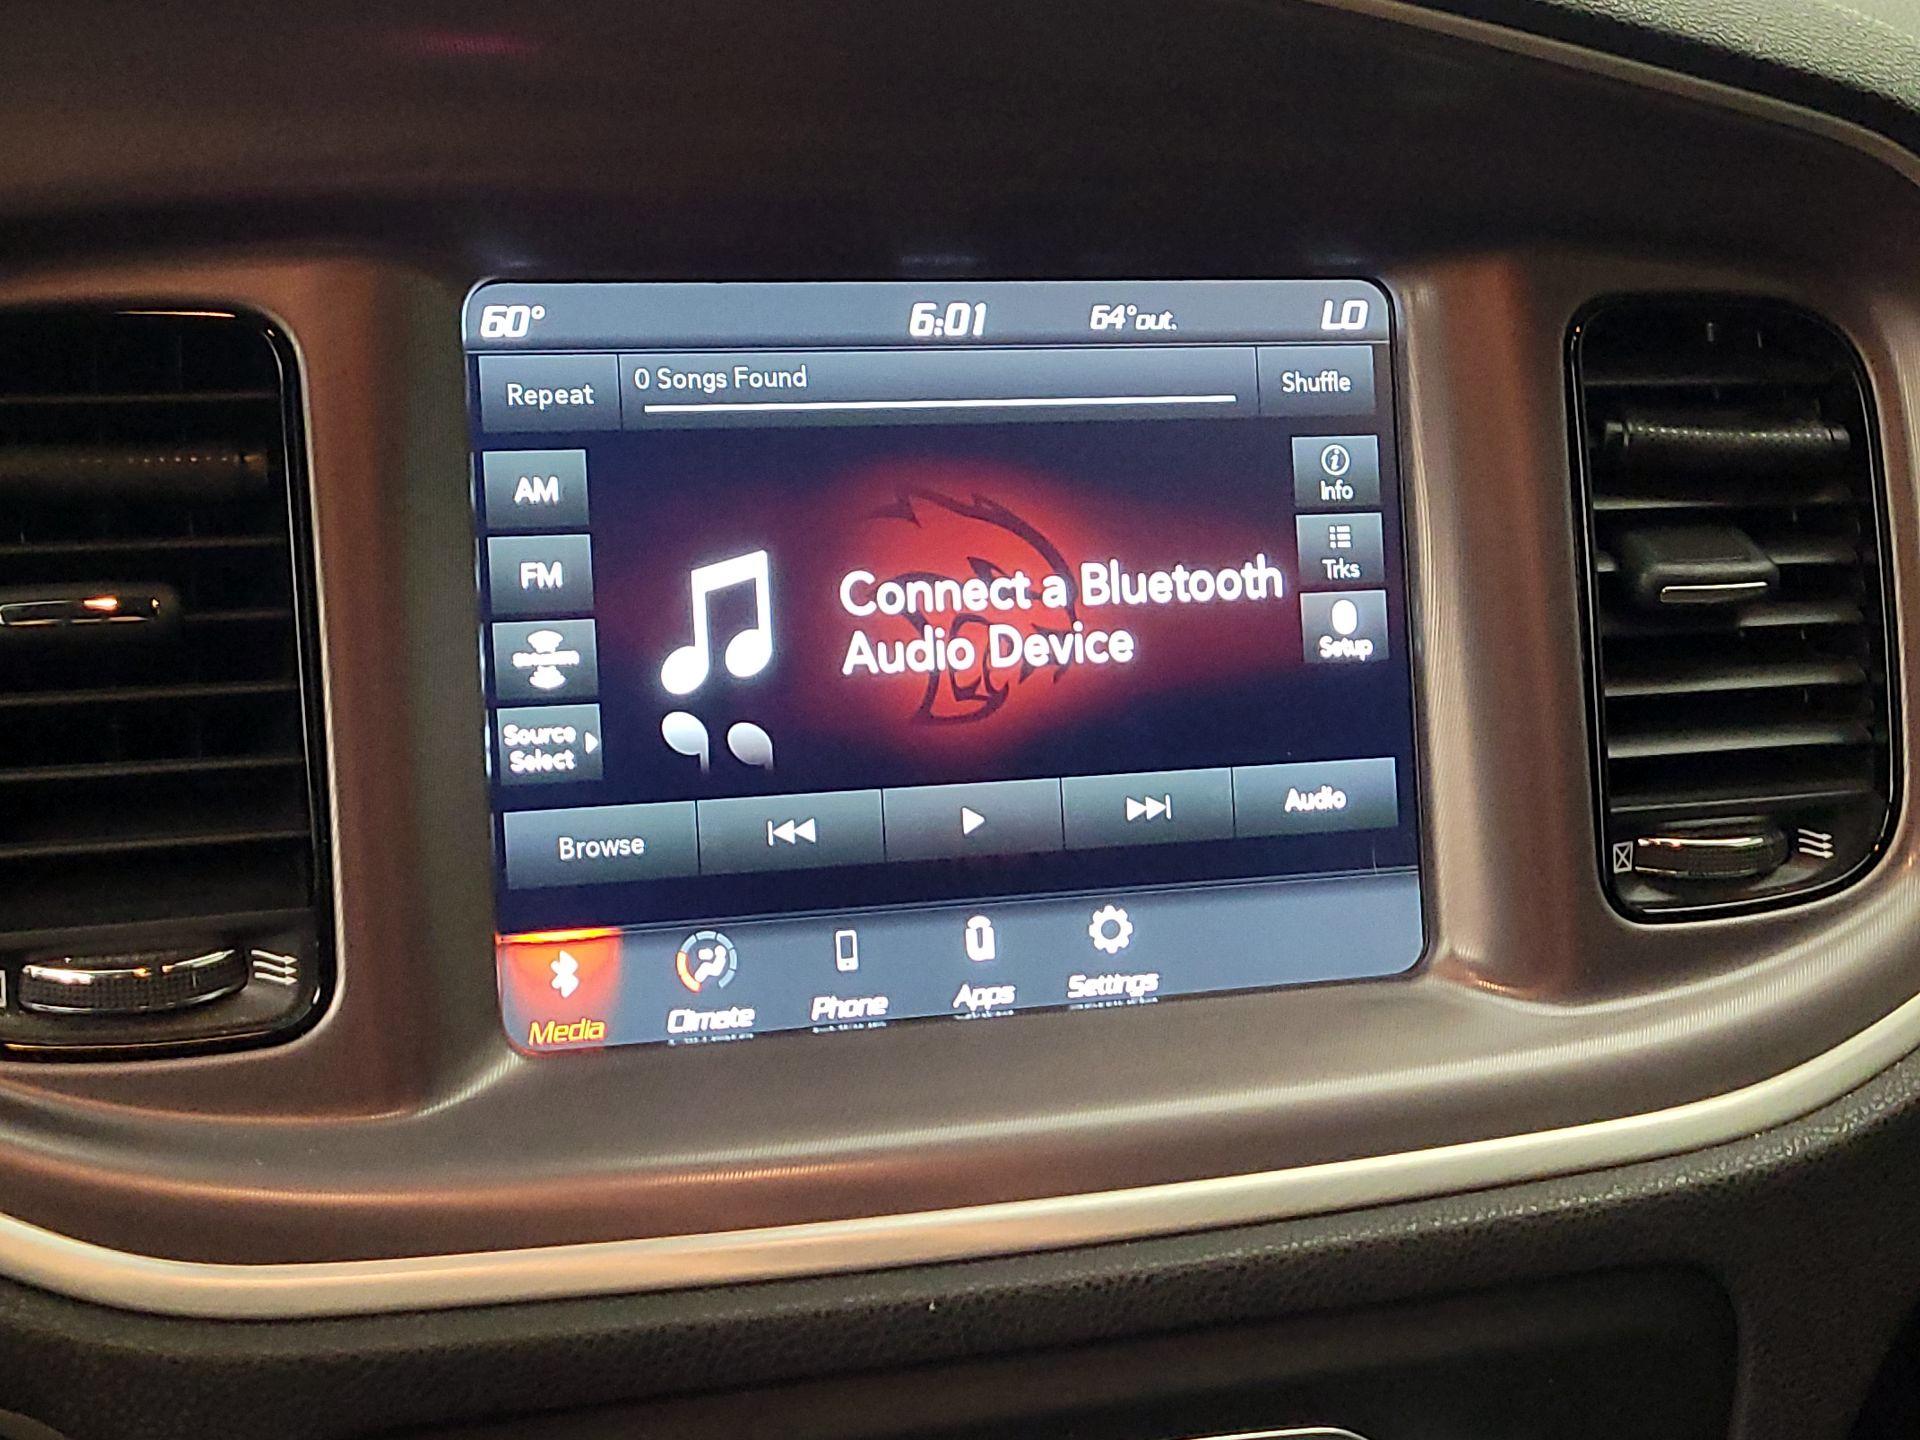 60° 6:01 64°out. LO
Repeat 0 Songs Found Shuffle
AM
FM
Info
Trks
Setup
Connect a Bluetooth
Audio Device
Source
Select
Browse Audio
Media Climate Phone Apps Settings